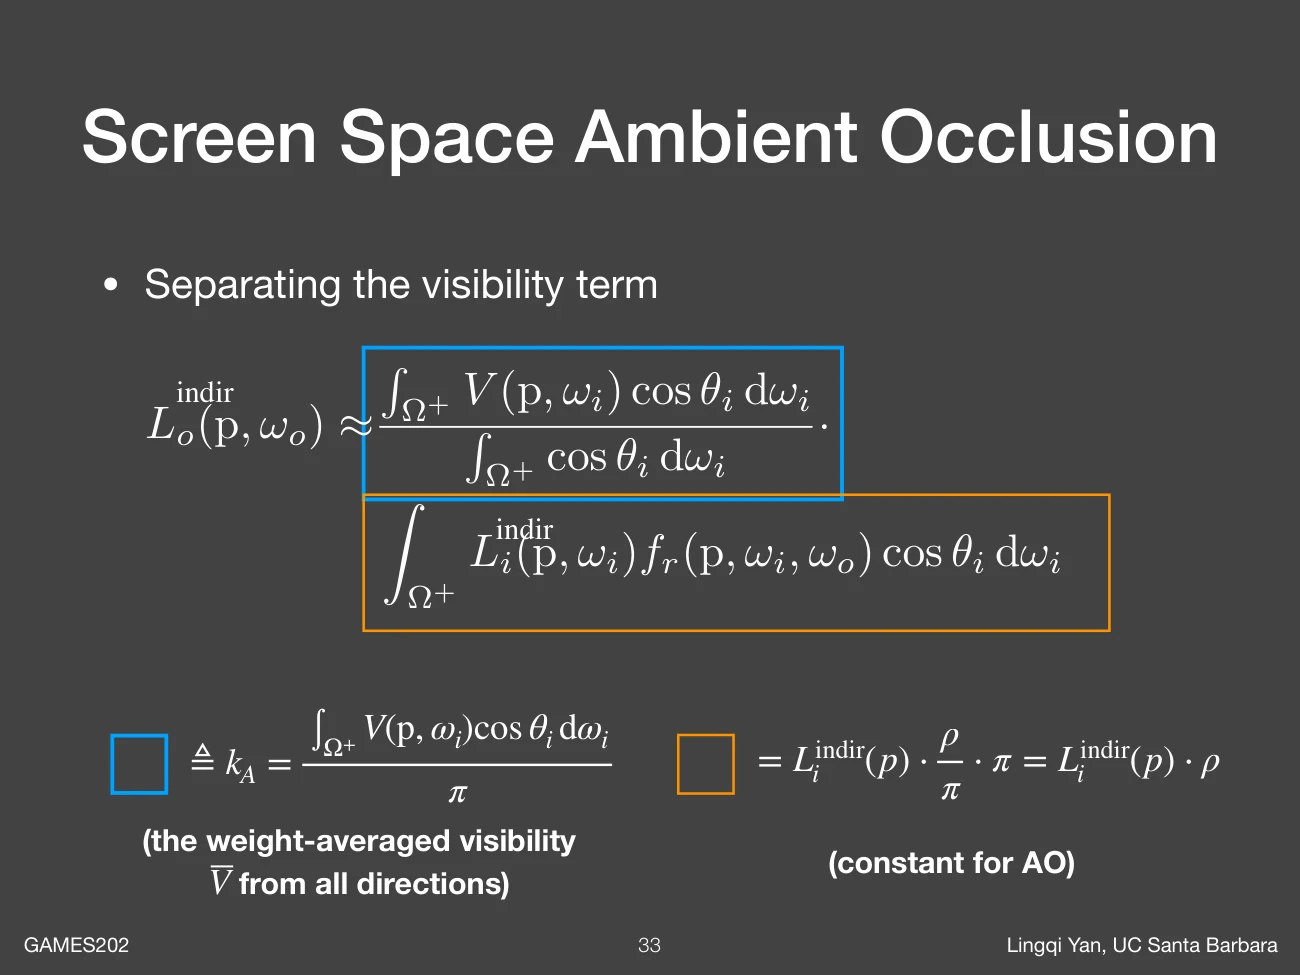 Screen Space Ambient Occlusion
• Separating the visibility term
L_o^indir(p, ω_o) ≈ ∫_Ω⁺ V(p, ω_i) cos θ_i dω_i / ∫_Ω⁺ cos θ_i dω_i ·
∫_Ω⁺ L_i^indir(p, ω_i) f_r(p, ω_i, ω_o) cos θ_i dω_i
≜ k_A = ∫_Ω⁺ V(p, ω_i) cos θ_i dω_i / π
= L_i^indir(p) · ρ/π · π = L_i^indir(p) · ρ
(the weight-averaged visibility
V̅ from all directions)
(constant for AO)
GAMES202
33
Lingqi Yan, UC Santa Barbara